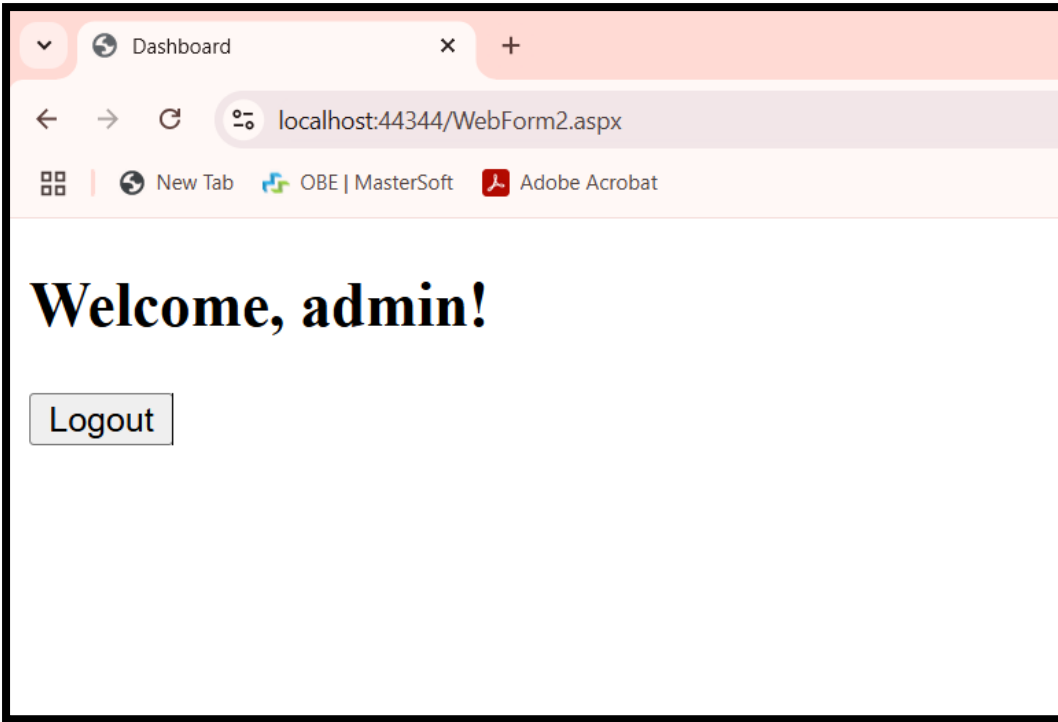 Dashboard
localhost:44344/WebForm2.aspx
New Tab OBE | MasterSoft Adobe Acrobat
Welcome, admin!
Logout